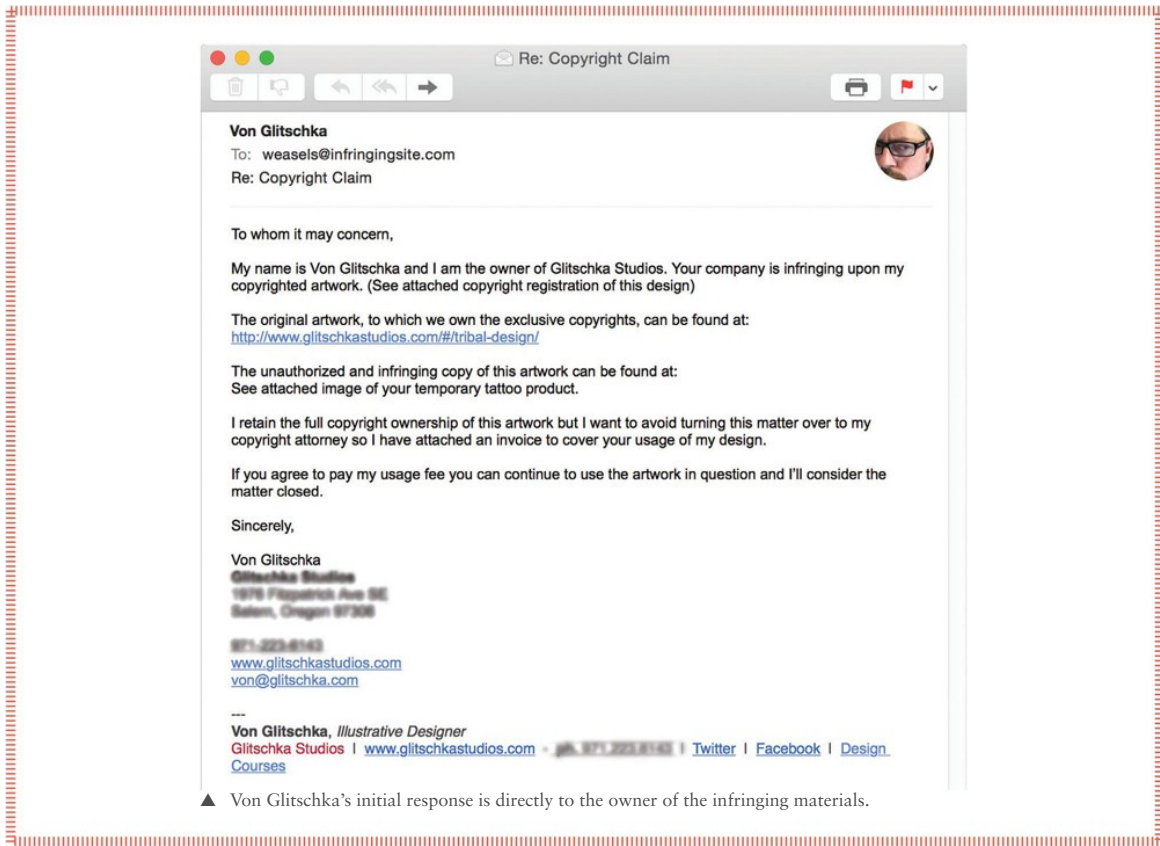 Re: Copyright Claim
Von Glitschka
To: weasels@infringingsite.com
Re: Copyright Claim
To whom it may concern,
My name is Von Glitschka and I am the owner of Glitschka Studios. Your company is infringing upon my
copyrighted artwork. (See attached copyright registration of this design)
The original artwork, to which we own the exclusive copyrights, can be found at:
http://www.glitschkastudios.com/#/tribal-design/
The unauthorized and infringing copy of this artwork can be found at:
See attached image of your temporary tattoo product.
I retain the full copyright ownership of this artwork but I want to avoid turning this matter over to my
copyright attorney so I have attached an invoice to cover your usage of my design.
If you agree to pay my usage fee you can continue to use the artwork in question and I'll consider the
matter closed.
Sincerely,
Von Glitschka
www.glitschkastudios.com
von@glitschka.com
---
Von Glitschka, Illustrative Designer
Glitschka Studios | www.glitschkastudios.com - | Twitter | Facebook | Design
Courses
▲ Von Glitschka’s initial response is directly to the owner of the infringing materials.